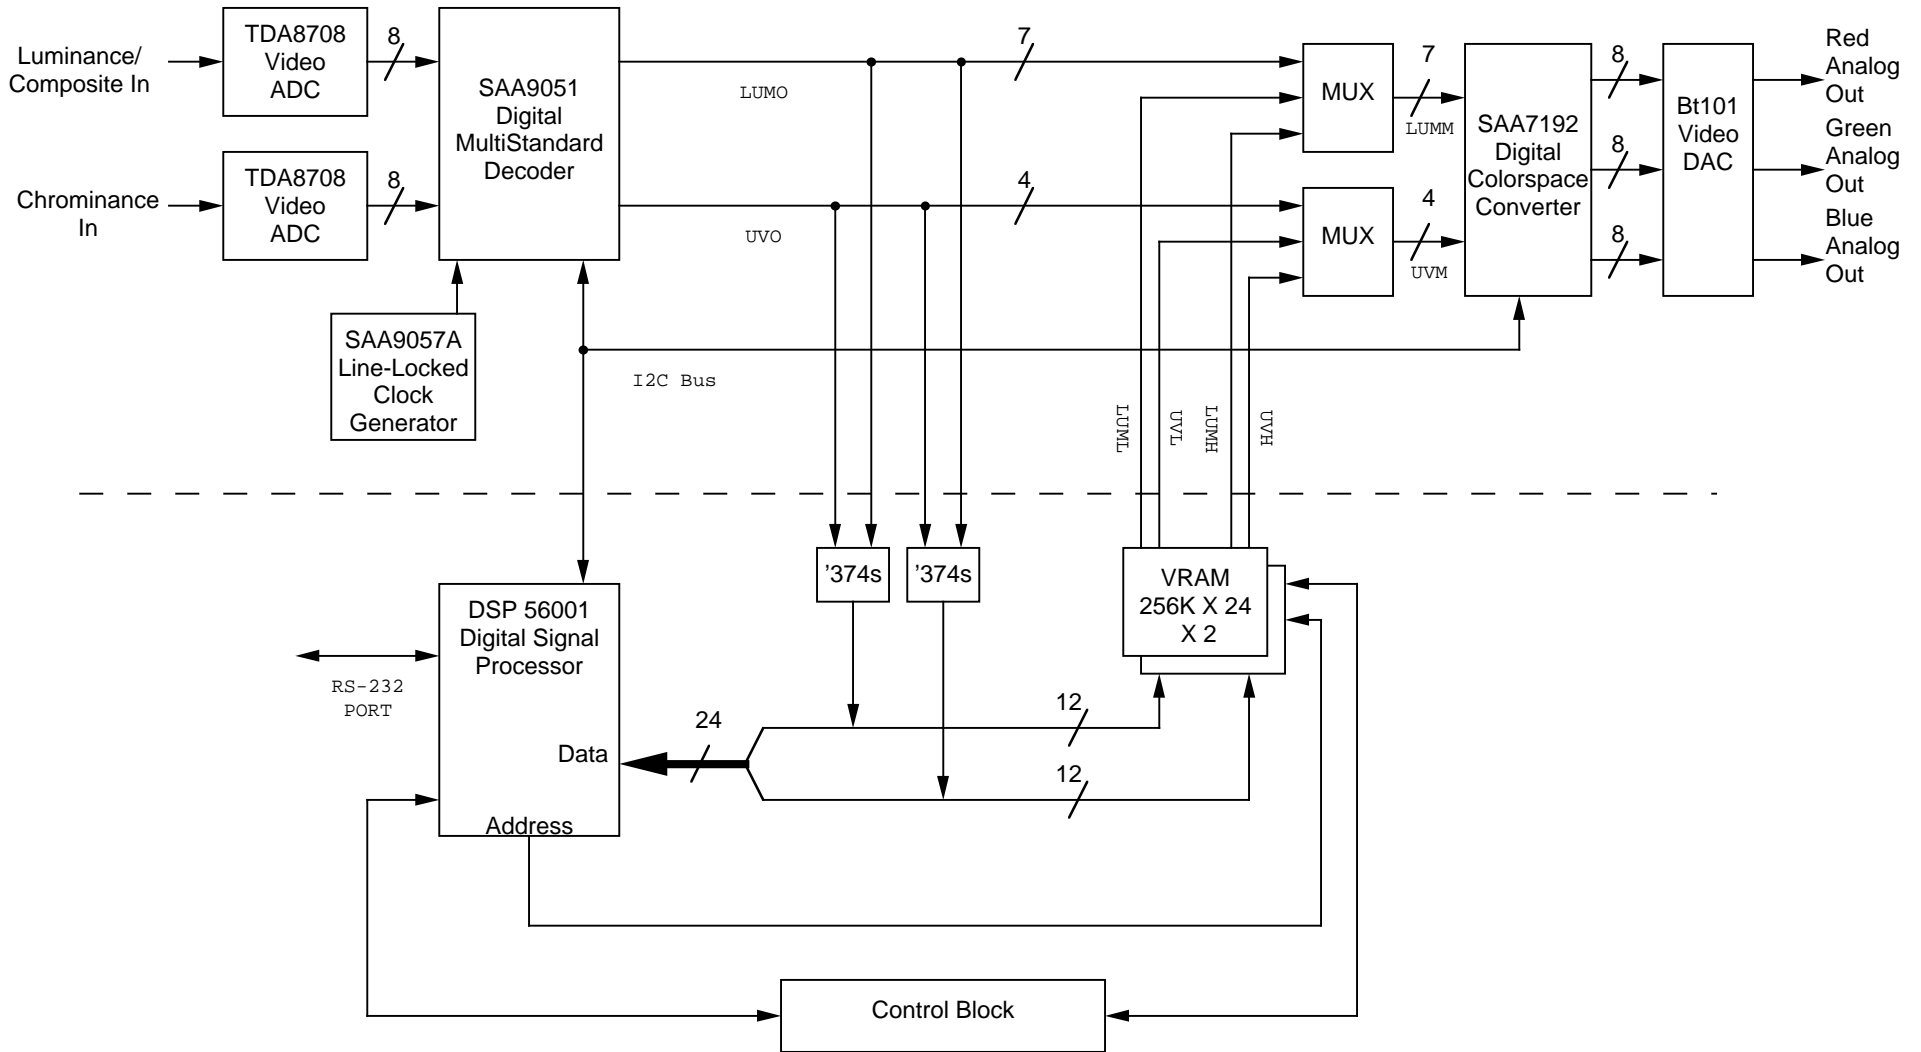 Luminance/
Composite In
TDA8708
Video
ADC
8
SAA9051
Digital
MultiStandard
Decoder
LUMO
7
MUX
7
LUMM
SAA7192
Digital
Colorspace
Converter
8
8
8
Bt101
Video
DAC
Red
Analog
Out
Green
Analog
Out
Blue
Analog
Out
Chrominance
In
TDA8708
Video
ADC
8
UVO
4
MUX
4
UVM
SAA9057A
Line-Locked
Clock
Generator
I2C Bus
LUML
UVL
LUMH
UVH
'374s
'374s
VRAM
256K X 24
X 2
DSP 56001
Digital Signal
Processor
RS-232
PORT
Data
24
12
12
Address
Control Block